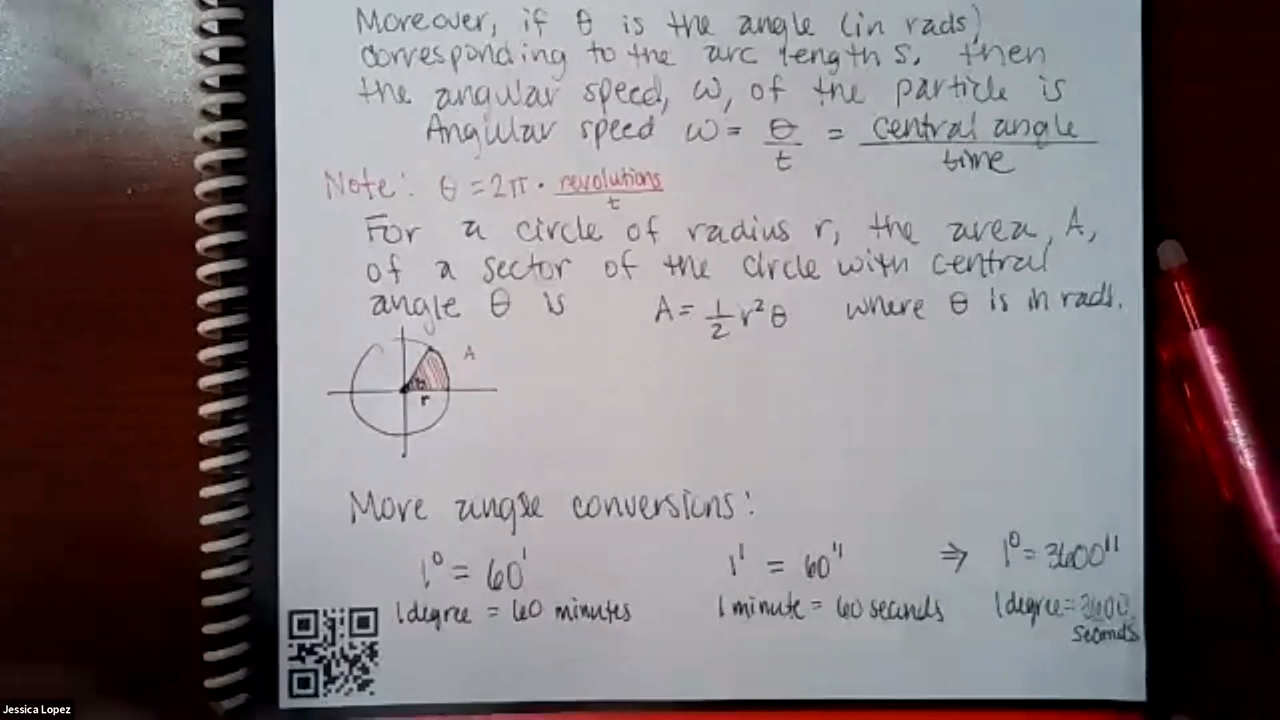 Moreover, if θ is the angle (in rads)
corresponding to the arc length s, then
the angular speed, ω, of the particle is
Angular speed ω = θ/t = central angle/time
Note: θ = 2π · revolutions/t
For a circle of radius r, the area, A,
of a sector of the circle with central
angle θ is A = 1/2 r²θ where θ is in rads.
A
θ
r
More angle conversions:
1° = 60' 1' = 60'' ⇒ 1° = 3600''
1 degree = 60 minutes 1 minute = 60 seconds 1 degree = 3600
seconds
Jessica Lopez